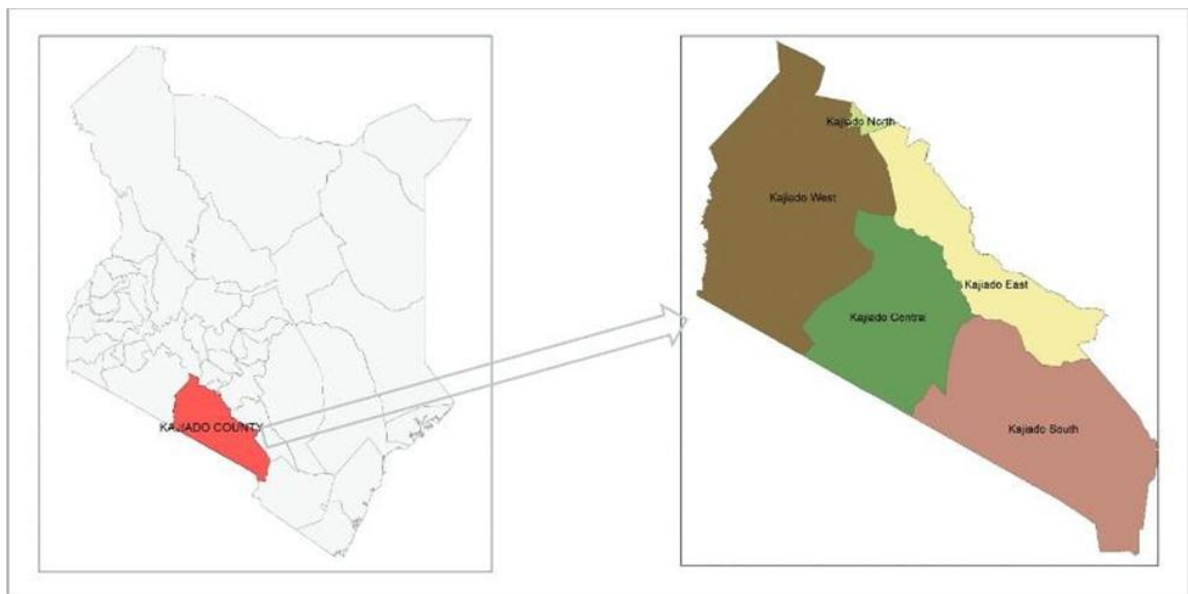 KAJIADO COUNTY
Kajiado North
Kajiado West
Kajiado East
Kajiado Central
Kajiado South